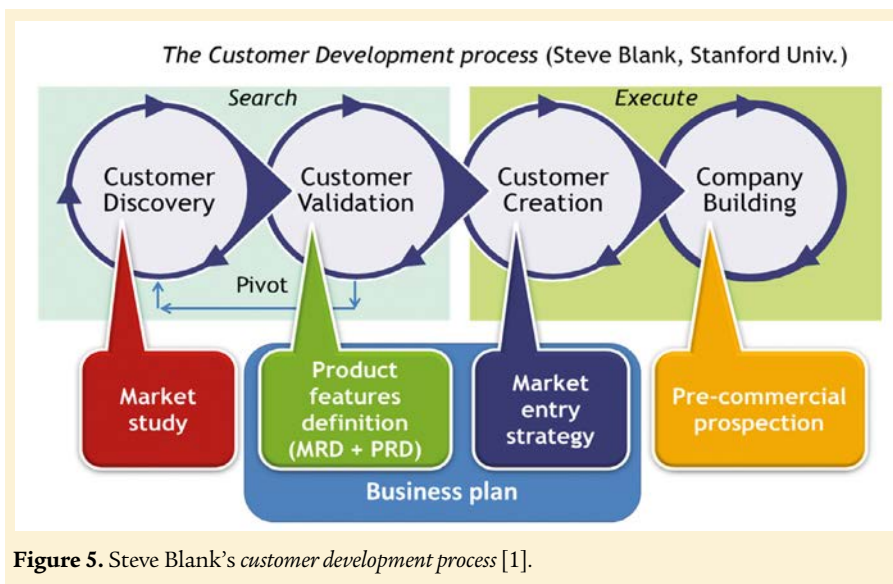 The Customer Development process (Steve Blank, Stanford Univ.)
Search
Execute
Customer
Discovery
Customer
Validation
Customer
Creation
Company
Building
Pivot
Market
study
Product
features
definition
(MRD + PRD)
Market
entry
strategy
Pre-commercial
prospection
Business plan
Figure 5. Steve Blank's customer development process [1].